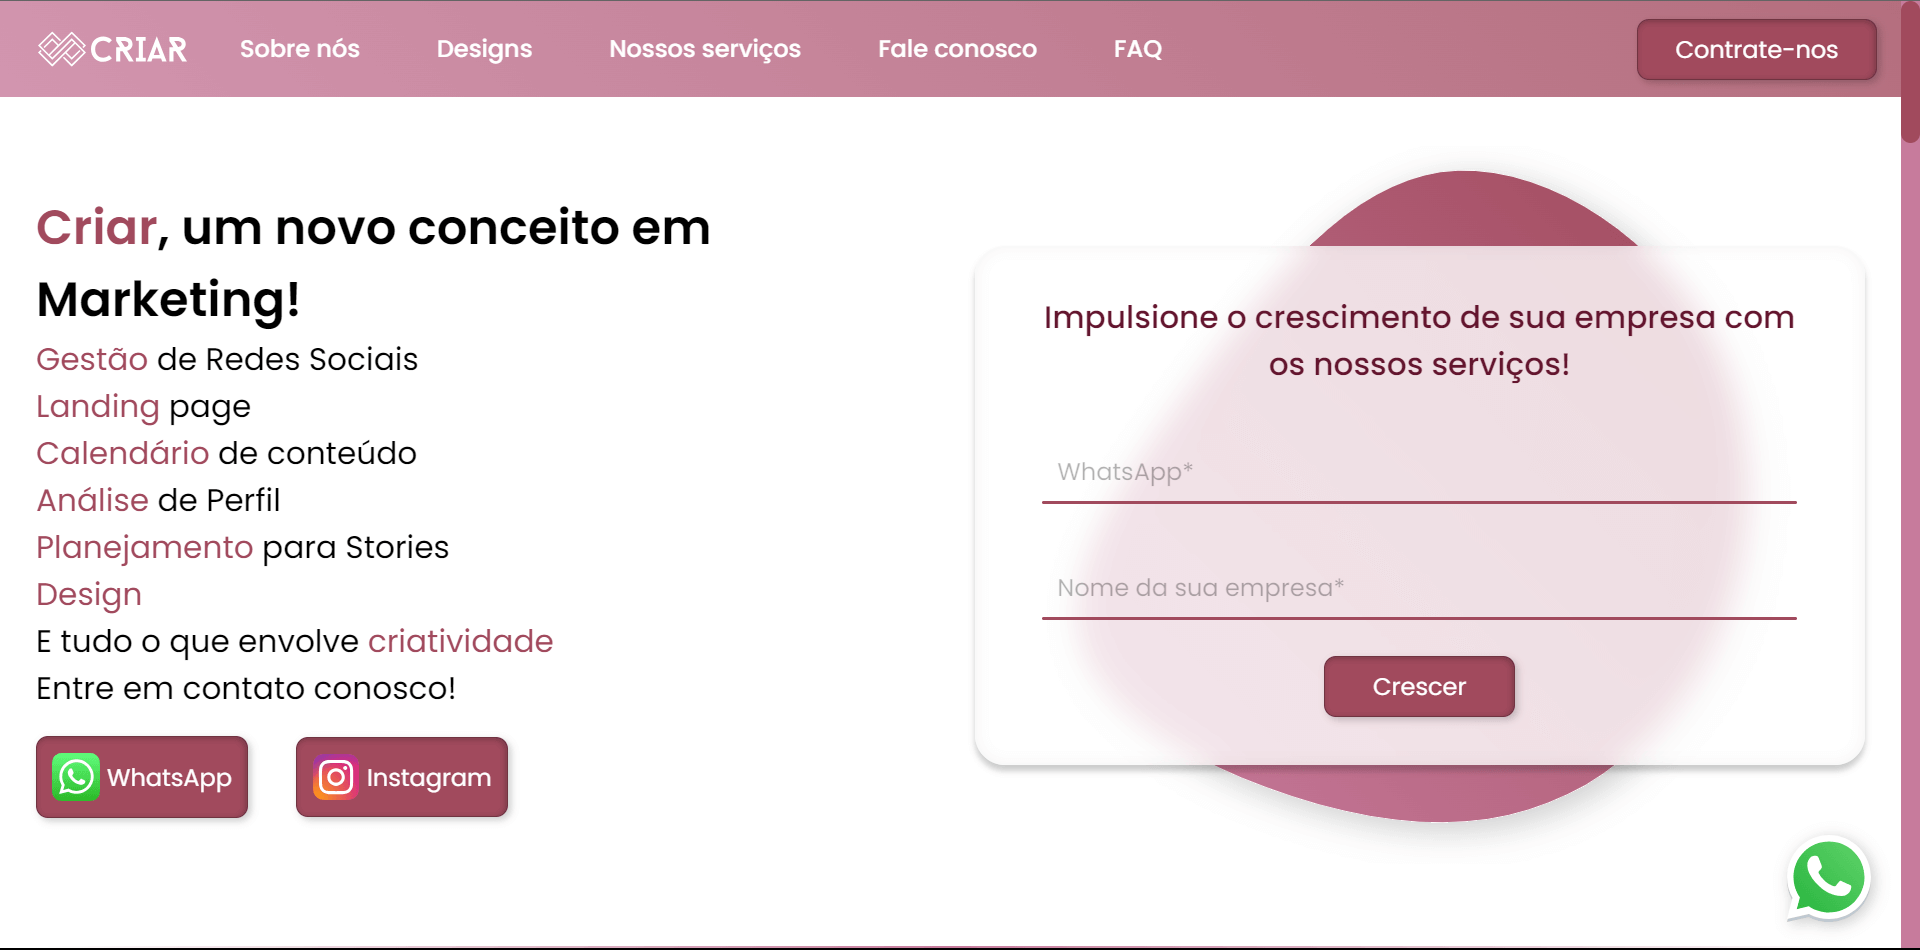 CRIAR
Sobre nós
Designs
Nossos serviços
Fale conosco
FAQ
Contrate-nos
Criar, um novo conceito em
Marketing!
Gestão de Redes Sociais
Landing page
Calendário de conteúdo
Análise de Perfil
Planejamento para Stories
Design
E tudo o que envolve criatividade
Entre em contato conosco!
WhatsApp
Instagram
Impulsione o crescimento de sua empresa com
os nossos serviços!
WhatsApp*
Nome da sua empresa*
Crescer